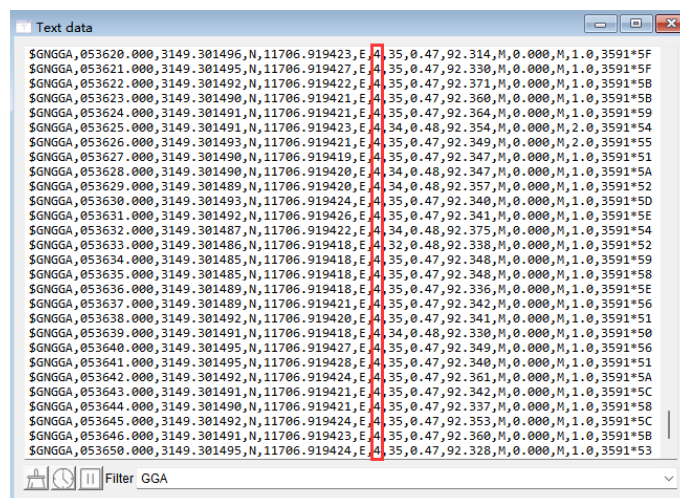 Text data
$GNGGA,053620.000,3149.301496,N,11706.919423,E,4,35,0.47,92.314,M,0.000,M,1.0,3591*5F
$GNGGA,053621.000,3149.301495,N,11706.919427,E,4,35,0.47,92.330,M,0.000,M,1.0,3591*5F
$GNGGA,053622.000,3149.301492,N,11706.919422,E,4,35,0.47,92.371,M,0.000,M,1.0,3591*5B
$GNGGA,053623.000,3149.301490,N,11706.919421,E,4,35,0.47,92.360,M,0.000,M,1.0,3591*5B
$GNGGA,053624.000,3149.301491,N,11706.919421,E,4,35,0.47,92.364,M,0.000,M,1.0,3591*59
$GNGGA,053625.000,3149.301491,N,11706.919423,E,4,34,0.48,92.354,M,0.000,M,2.0,3591*54
$GNGGA,053626.000,3149.301493,N,11706.919421,E,4,35,0.47,92.349,M,0.000,M,2.0,3591*55
$GNGGA,053627.000,3149.301490,N,11706.919419,E,4,35,0.47,92.347,M,0.000,M,1.0,3591*51
$GNGGA,053628.000,3149.301490,N,11706.919420,E,4,34,0.48,92.347,M,0.000,M,1.0,3591*5A
$GNGGA,053629.000,3149.301489,N,11706.919420,E,4,34,0.48,92.357,M,0.000,M,1.0,3591*52
$GNGGA,053630.000,3149.301493,N,11706.919424,E,4,35,0.47,92.340,M,0.000,M,1.0,3591*5D
$GNGGA,053631.000,3149.301492,N,11706.919426,E,4,35,0.47,92.341,M,0.000,M,1.0,3591*5E
$GNGGA,053632.000,3149.301487,N,11706.919422,E,4,34,0.48,92.375,M,0.000,M,1.0,3591*54
$GNGGA,053633.000,3149.301486,N,11706.919418,E,4,32,0.48,92.338,M,0.000,M,1.0,3591*52
$GNGGA,053634.000,3149.301485,N,11706.919418,E,4,35,0.47,92.348,M,0.000,M,1.0,3591*59
$GNGGA,053635.000,3149.301485,N,11706.919418,E,4,35,0.47,92.348,M,0.000,M,1.0,3591*58
$GNGGA,053636.000,3149.301489,N,11706.919418,E,4,35,0.47,92.336,M,0.000,M,1.0,3591*5E
$GNGGA,053637.000,3149.301489,N,11706.919421,E,4,35,0.47,92.342,M,0.000,M,1.0,3591*56
$GNGGA,053638.000,3149.301492,N,11706.919420,E,4,35,0.47,92.341,M,0.000,M,1.0,3591*51
$GNGGA,053639.000,3149.301491,N,11706.919418,E,4,34,0.48,92.330,M,0.000,M,1.0,3591*50
$GNGGA,053640.000,3149.301495,N,11706.919427,E,4,35,0.47,92.349,M,0.000,M,1.0,3591*56
$GNGGA,053641.000,3149.301495,N,11706.919428,E,4,35,0.47,92.340,M,0.000,M,1.0,3591*51
$GNGGA,053642.000,3149.301492,N,11706.919424,E,4,35,0.47,92.361,M,0.000,M,1.0,3591*5A
$GNGGA,053643.000,3149.301491,N,11706.919421,E,4,35,0.47,92.342,M,0.000,M,1.0,3591*5C
$GNGGA,053644.000,3149.301490,N,11706.919421,E,4,35,0.47,92.337,M,0.000,M,1.0,3591*58
$GNGGA,053645.000,3149.301492,N,11706.919424,E,4,35,0.47,92.353,M,0.000,M,1.0,3591*5C
$GNGGA,053646.000,3149.301491,N,11706.919423,E,4,35,0.47,92.360,M,0.000,M,1.0,3591*5B
$GNGGA,053650.000,3149.301495,N,11706.919424,E,4,35,0.47,92.328,M,0.000,M,1.0,3591*53
Filter GGA